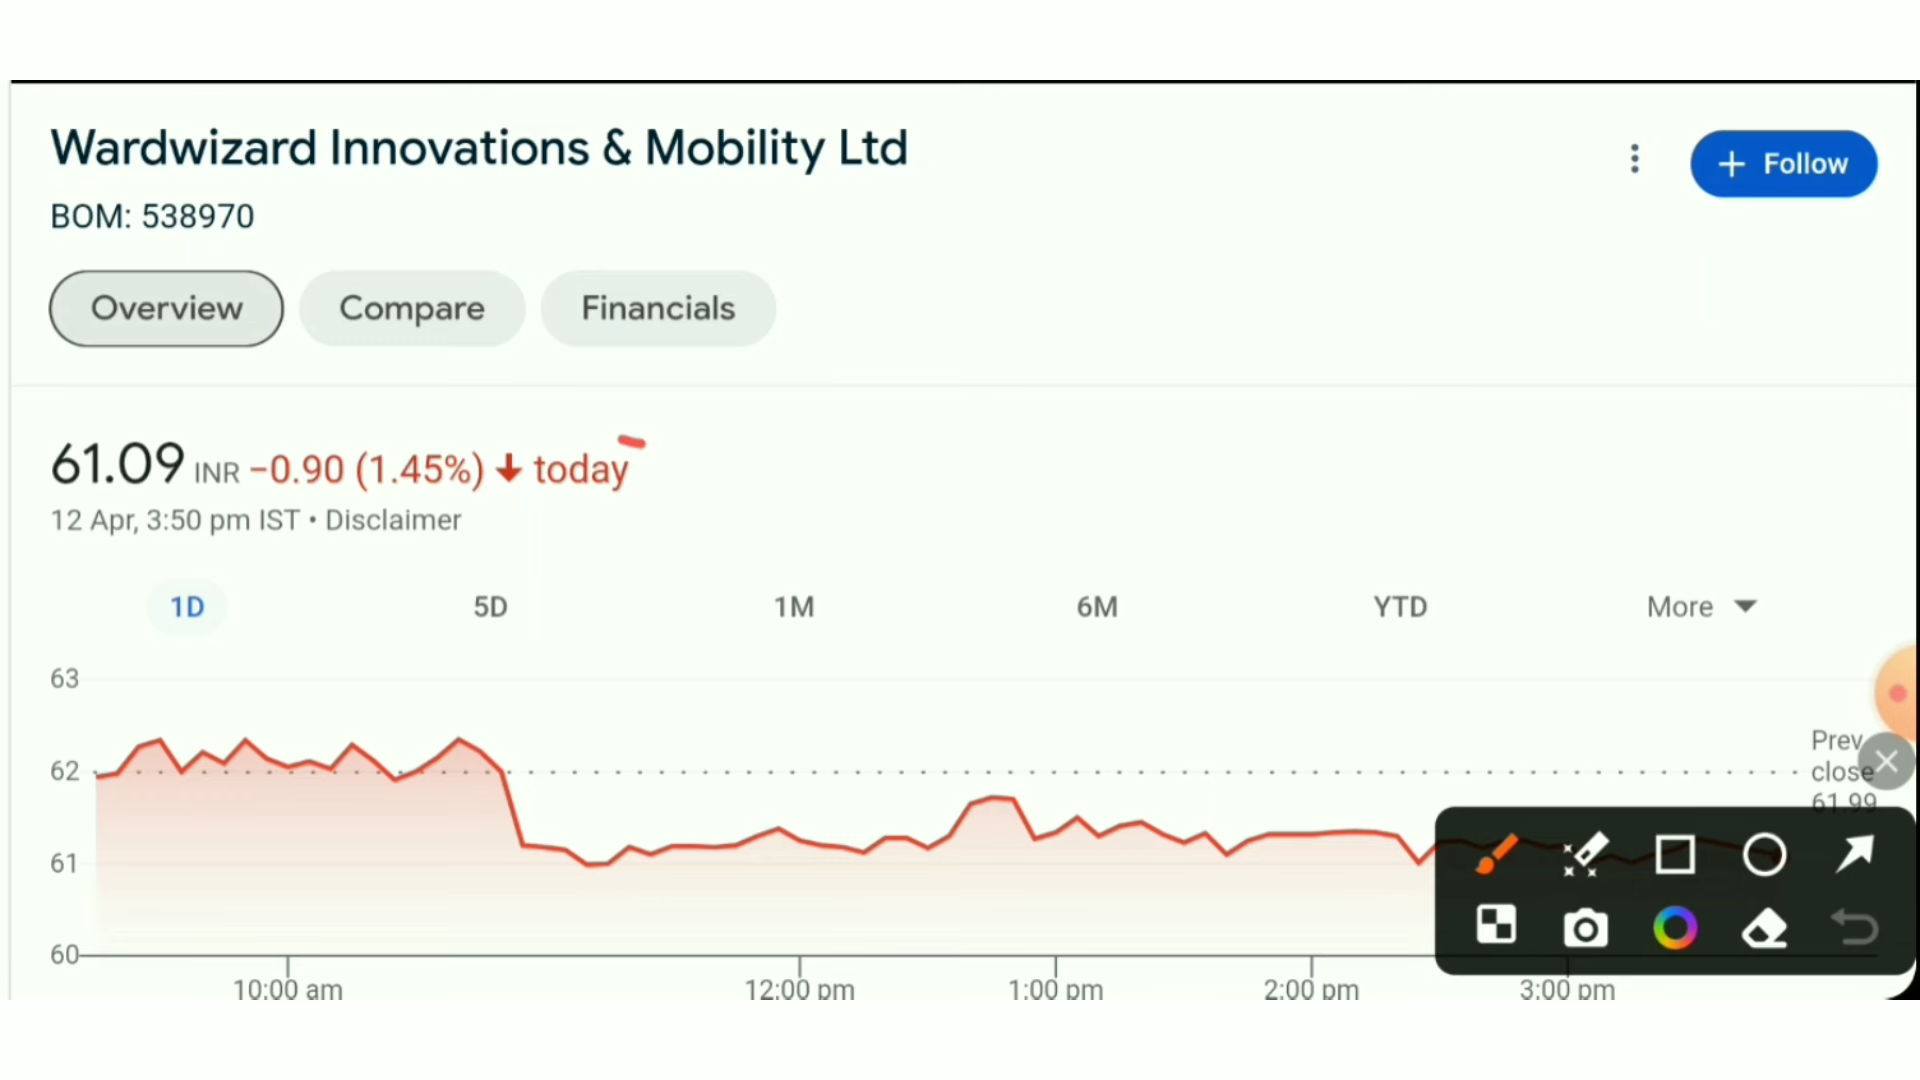 Wardwizard Innovations & Mobility Ltd
+ Follow
BOM: 538970
Overview
Compare
Financials
61.09 INR −0.90 (1.45%) ↓ today
12 Apr, 3:50 pm IST • Disclaimer
1D
5D
1M
6M
YTD
More
63
62
61
60
Prev
close
61.99
10:00 am
12:00 pm
1:00 pm
2:00 pm
3:00 pm